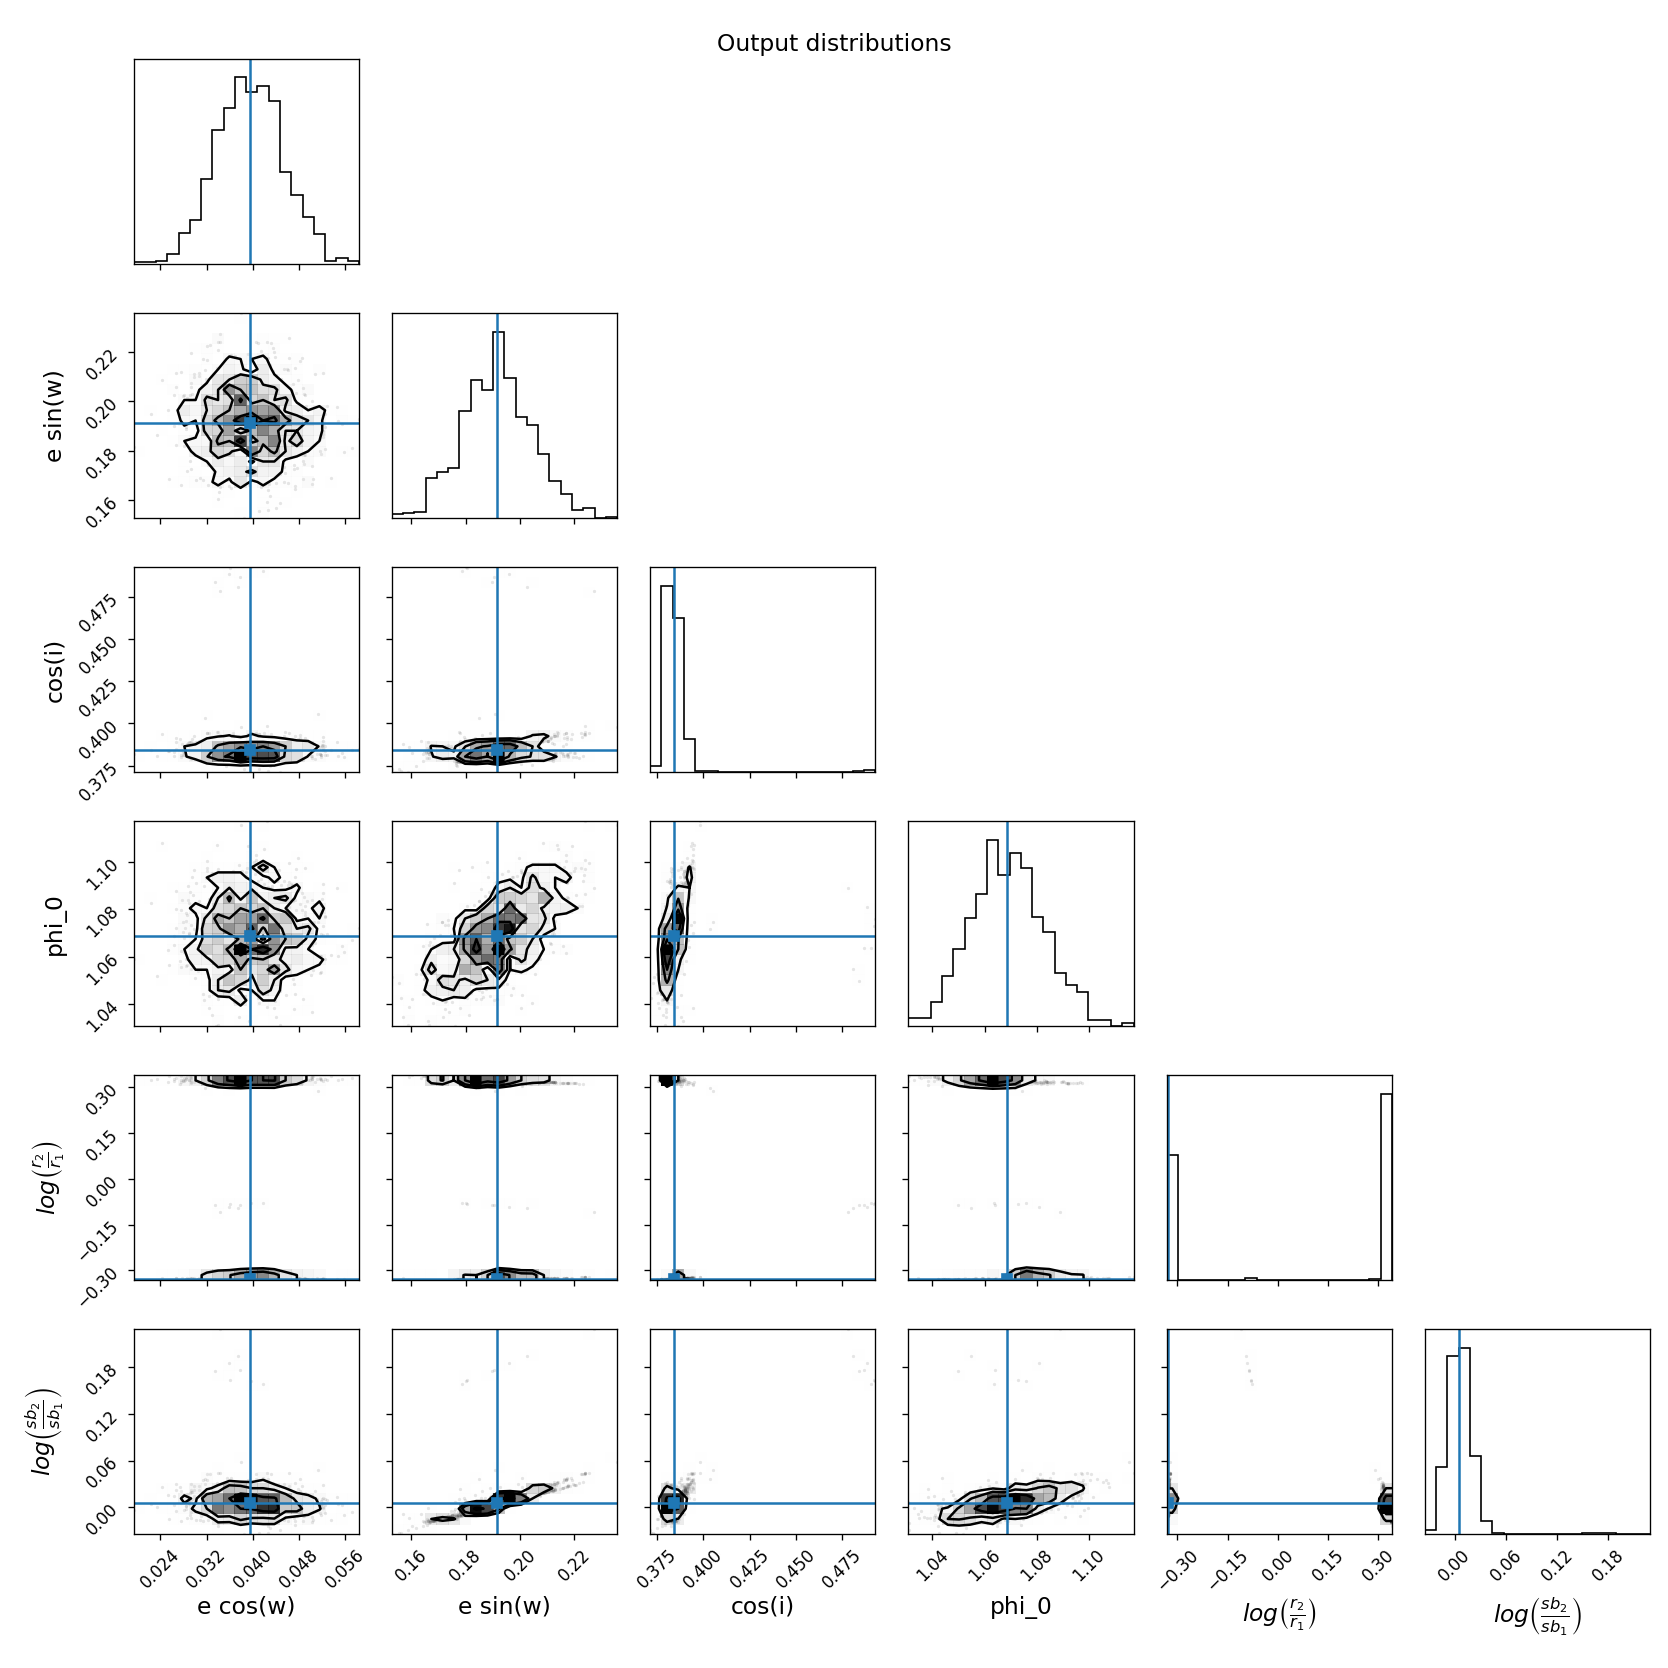 Output distributions
e sin(w)
0.22
0.20
0.18
0.16
cos(i)
0.475
0.450
0.425
0.400
0.375
phi_0
1.10
1.08
1.06
1.04
log(r2/r1)
0.30
0.15
0.00
−0.15
−0.30
log(sb2/sb1)
0.18
0.12
0.06
0.00
0.024 0.032 0.040 0.048 0.056
0.16 0.18 0.20 0.22
0.375 0.400 0.425 0.450 0.475
1.04 1.06 1.08 1.10
−0.30 −0.15 0.00 0.15 0.30
0.00 0.06 0.12 0.18
e cos(w) e sin(w) cos(i) phi_0 log(r2/r1) log(sb2/sb1)